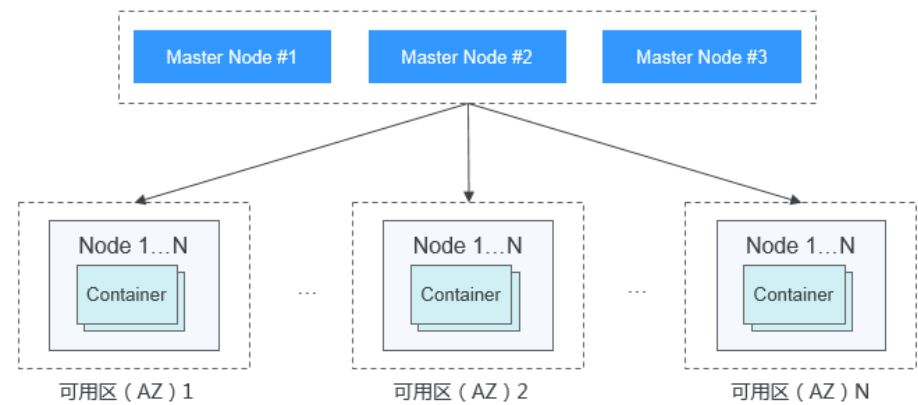 Master Node #1 Master Node #2 Master Node #3
Node 1...N Node 1...N Node 1...N
Container Container Container
... ...
可用区（AZ）1 可用区（AZ）2 可用区（AZ）N